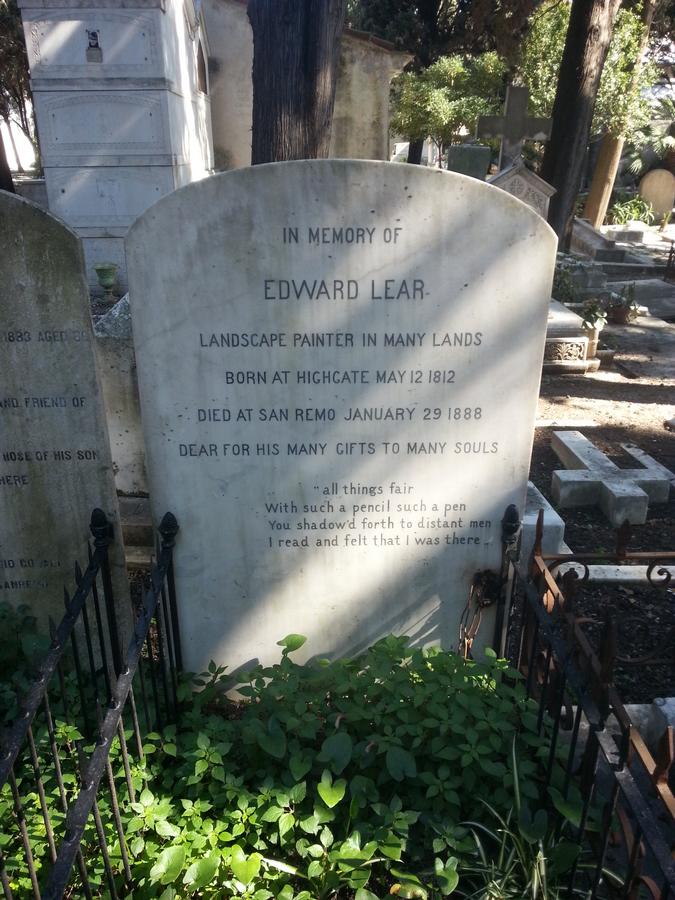 1883 AGED
AND FRIEND OF
HOSE OF HIS SON
HERE
IN MEMORY OF
EDWARD LEAR
LANDSCAPE PAINTER IN MANY LANDS
BORN AT HIGHGATE MAY 12 1812
DIED AT SAN REMO JANUARY 29 1888
DEAR FOR HIS MANY GIFTS TO MANY SOULS
"all things fair
With such a pencil such a pen
You shadow'd forth to distant men
I read and felt that I was there